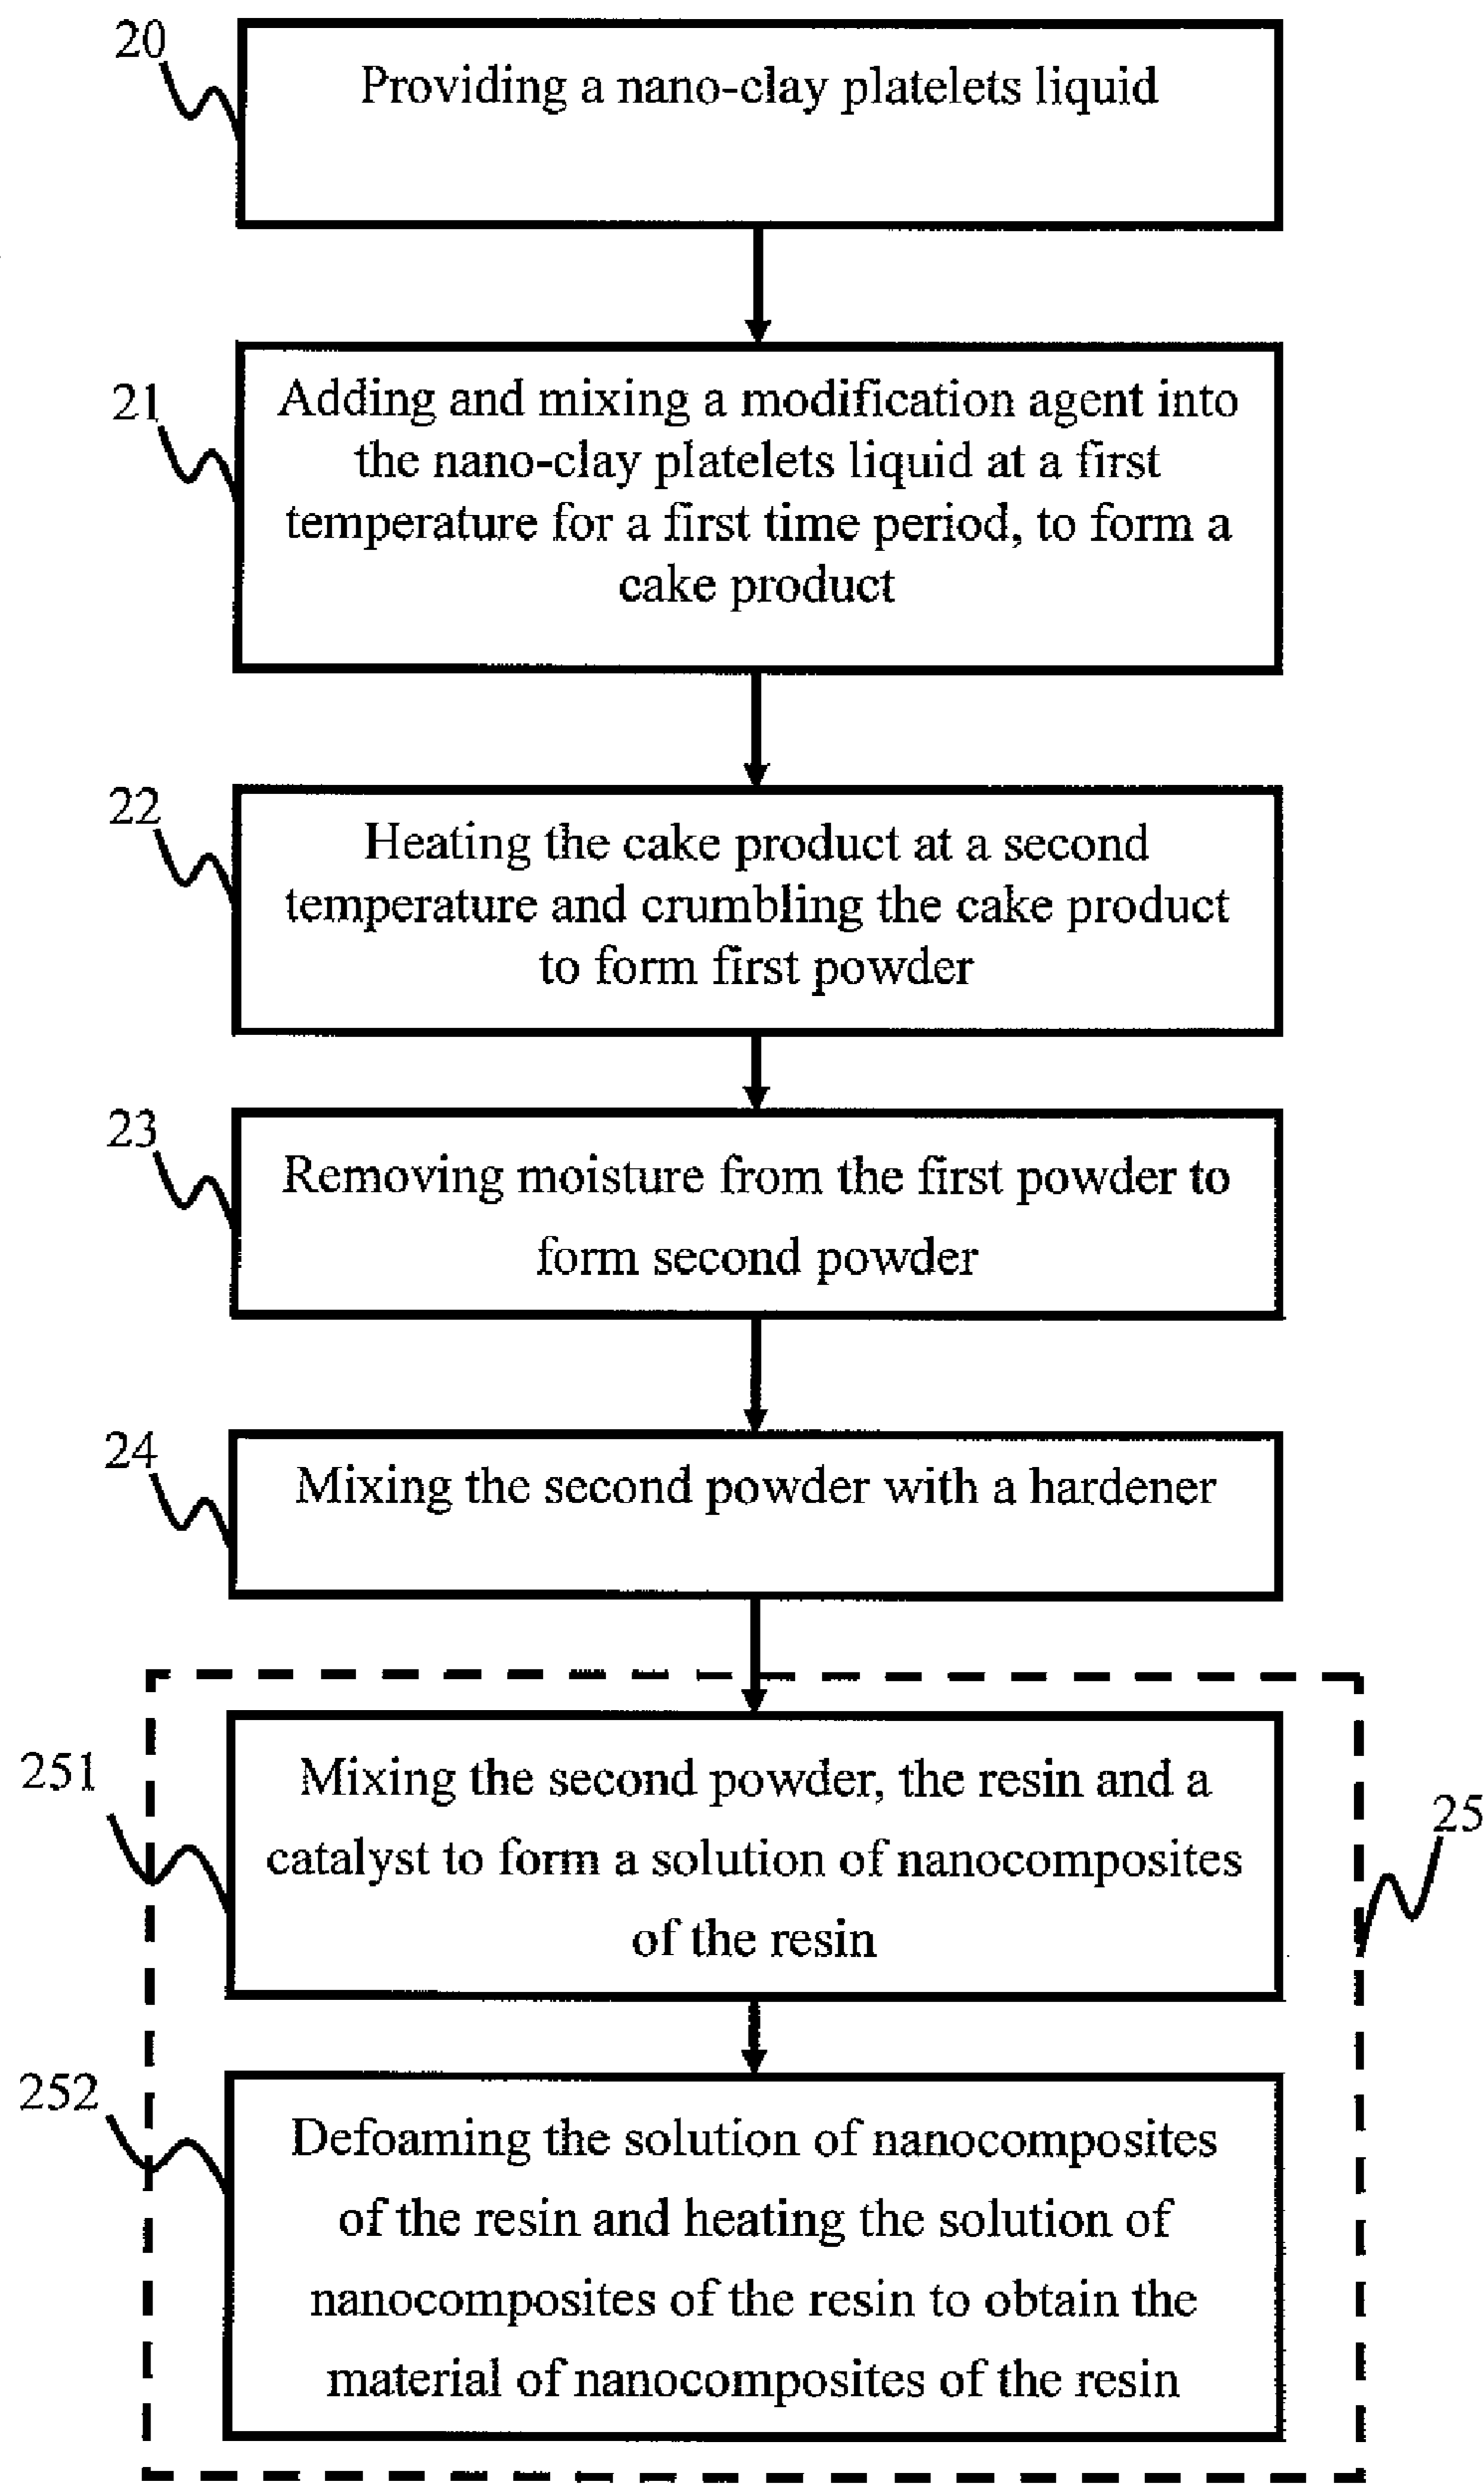 20
Providing a nano-clay platelets liquid
21
Adding and mixing a modification agent into
the nano-clay platelets liquid at a first
temperature for a first time period, to form a
cake product
22
Heating the cake product at a second
temperature and crumbling the cake product
to form first powder
23
Removing moisture from the first powder to
form second powder
24
Mixing the second powder with a hardener
251
Mixing the second powder, the resin and a
catalyst to form a solution of nanocomposites
of the resin
25
252
Defoaming the solution of nanocomposites
of the resin and heating the solution of
nanocomposites of the resin to obtain the
material of nanocomposites of the resin